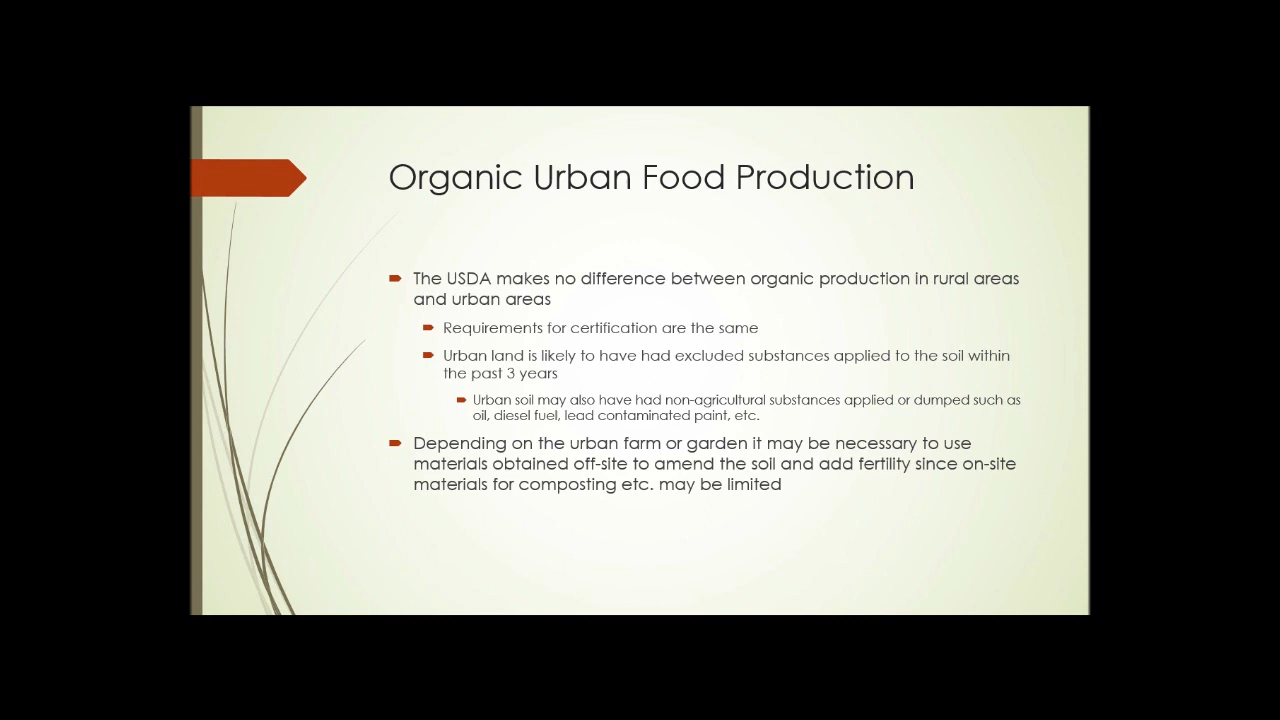 Organic Urban Food Production
The USDA makes no difference between organic production in rural areas
and urban areas
Requirements for certification are the same
Urban land is likely to have had excluded substances applied to the soil within
the past 3 years
Urban soil may also have had non-agricultural substances applied or dumped such as
oil, diesel fuel, lead contaminated paint, etc.
Depending on the urban farm or garden it may be necessary to use
materials obtained off-site to amend the soil and add fertility since on-site
materials for composting etc. may be limited